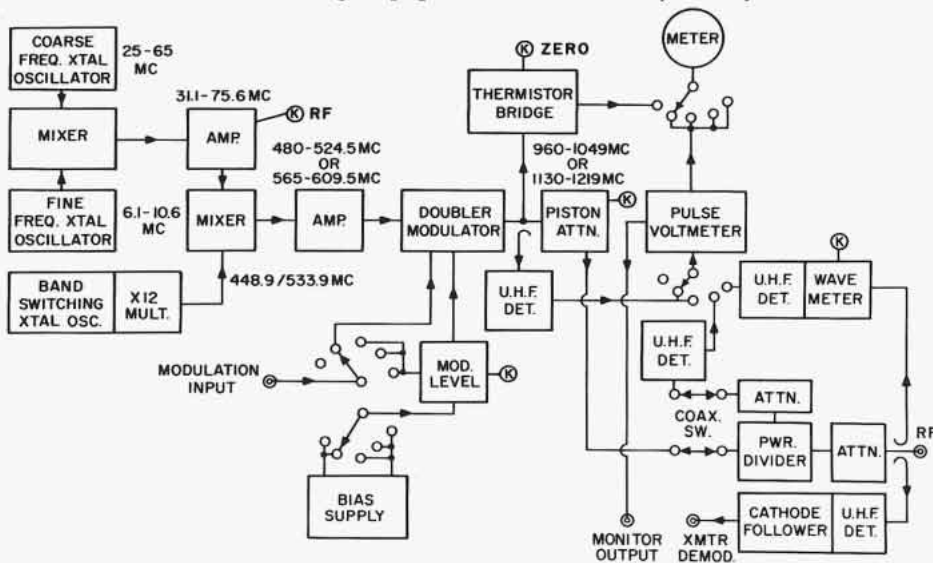 COARSE
FREQ. XTAL
OSCILLATOR
25-65
MC
MIXER
31.1-75.6 MC
AMP.
K RF
FINE
FREQ. XTAL
OSCILLATOR
6.1-10.6
MC
MIXER
480-524.5 MC
OR
565-609.5 MC
AMP.
BAND
SWITCHING
XTAL OSC.
X12
MULT.
448.9/533.9 MC
DOUBLER
MODULATOR
K ZERO
THERMISTOR
BRIDGE
METER
960-1049MC
OR
1130-1219MC
PISTON
ATTN.
K
PULSE
VOLTMETER
U.H.F.
DET.
K
U.H.F.
DET.
WAVE
METER
U.H.F.
DET.
MODULATION
INPUT
MOD.
LEVEL
K
BIAS
SUPPLY
ATTN.
COAX.
SW.
PWR.
DIVIDER
ATTN.
RF
CATHODE
FOLLOWER
U.H.F.
DET.
MONITOR
OUTPUT
XMTR
DEMOD.